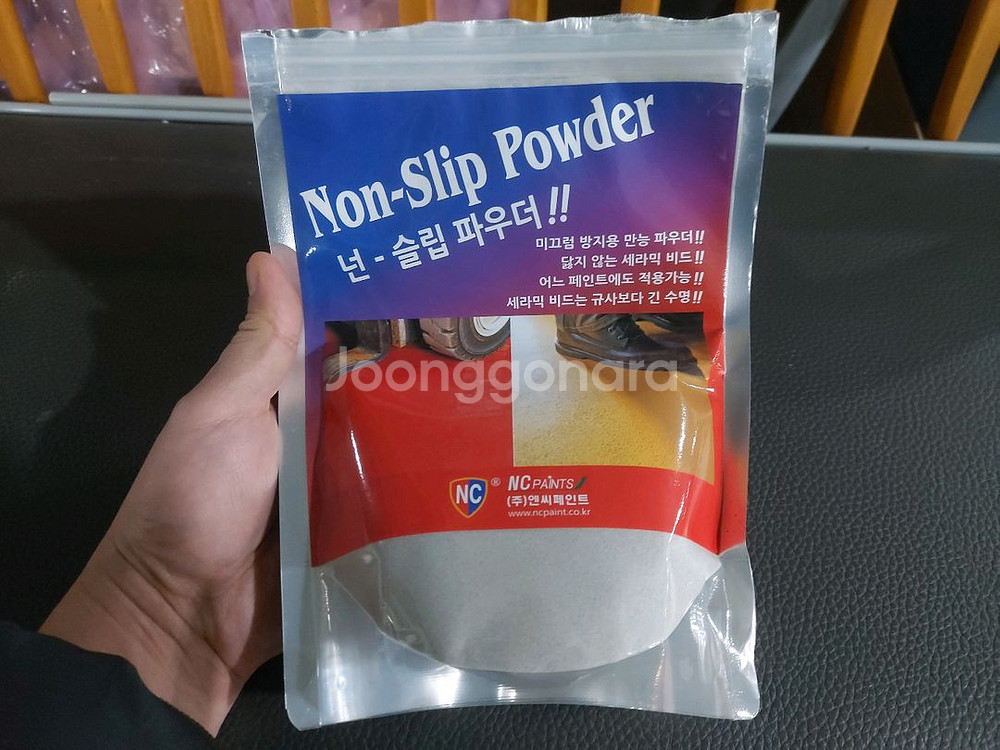 Non-Slip Powder
넌 - 슬립 파우더!!
미끄럼 방지용 만능 파우더!!
닳지 않는 세라믹 비드!!
어느 페인트에도 적용가능!!
세라믹 비드는 규사보다 긴 수명!!
Joonggonara
NC ® NC PAINTS
(주)엔씨페인트
www.ncpaint.co.kr